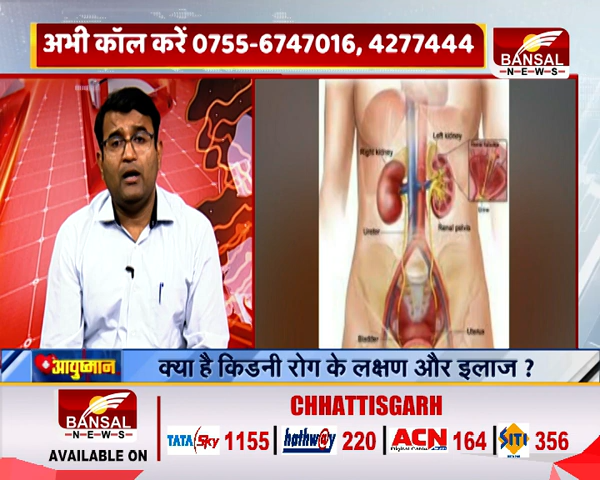 अभी कॉल करें 0755-6747016, 4277444
BANSAL
NEWS
Right kidney
Left kidney
Urine
Ureter
Renal pelvis
Bladder
Uterus
आयुष्मान
क्या है किडनी रोग के लक्षण और इलाज ?
BANSAL
NEWS
AVAILABLE ON
CHHATTISGARH
TATA Sky 1155 hathway 220 ACN 164 SITI 356